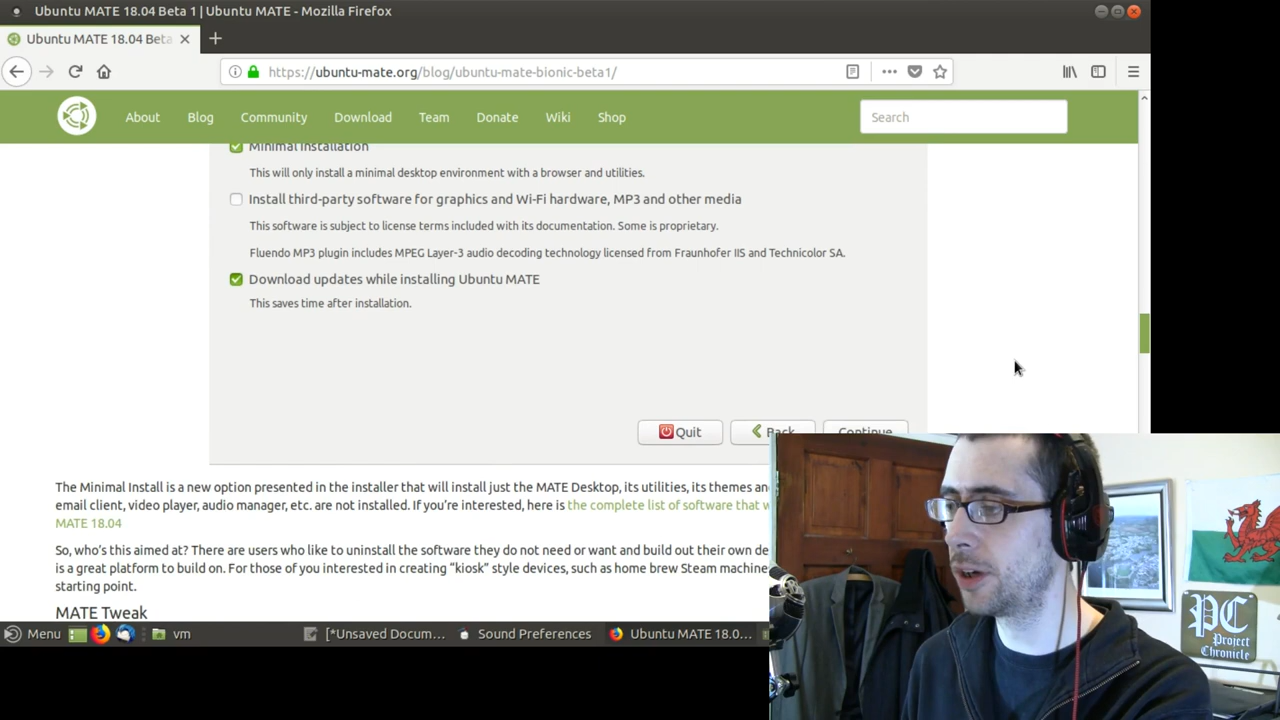 Ubuntu MATE 18.04 Beta 1 | Ubuntu MATE - Mozilla Firefox
Ubuntu MATE 18.04 Beta
https://ubuntu-mate.org/blog/ubuntu-mate-bionic-beta1/
About Blog Community Download Team Donate Wiki Shop Search
Minimal installation
This will only install a minimal desktop environment with a browser and utilities.
Install third-party software for graphics and Wi-Fi hardware, MP3 and other media
This software is subject to license terms included with its documentation. Some is proprietary.
Fluendo MP3 plugin includes MPEG Layer-3 audio decoding technology licensed from Fraunhofer IIS and Technicolor SA.
Download updates while installing Ubuntu MATE
This saves time after installation.
Quit Back Continue
The Minimal Install is a new option presented in the installer that will install just the MATE Desktop, its utilities, its themes and
email client, video player, audio manager, etc. are not installed. If you're interested, here is the complete list of software that
MATE 18.04
So, who's this aimed at? There are users who like to uninstall the software they do not need or want and build out their own
is a great platform to build on. For those of you interested in creating "kiosk" style devices, such as home brew Steam
starting point.
MATE Tweak
Menu vm [*Unsaved Docum... Sound Preferences Ubuntu MATE 18.0...
PC
Project
Chronicle